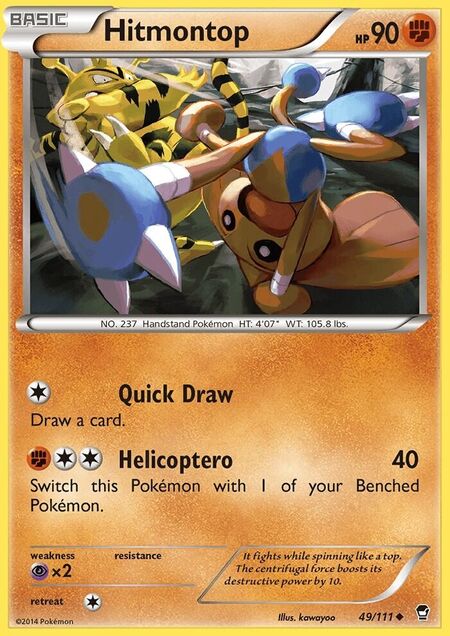 BASIC
Hitmontop
HP 90
NO. 237 Handstand Pokémon HT: 4'07" WT: 105.8 lbs.
Quick Draw
Draw a card.
Helicoptero 40
Switch this Pokémon with 1 of your Benched
Pokémon.
weakness resistance
×2
It fights while spinning like a top.
The centrifugal force boosts its
destructive power by 10.
retreat
©2014 Pokémon
Illus. kawayoo 49/111